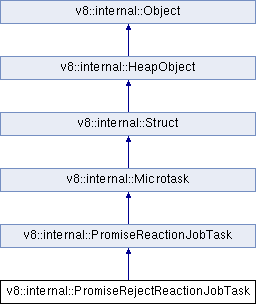 v8::internal::Object
v8::internal::HeapObject
v8::internal::Struct
v8::internal::Microtask
v8::internal::PromiseReactionJobTask
v8::internal::PromiseRejectReactionJobTask